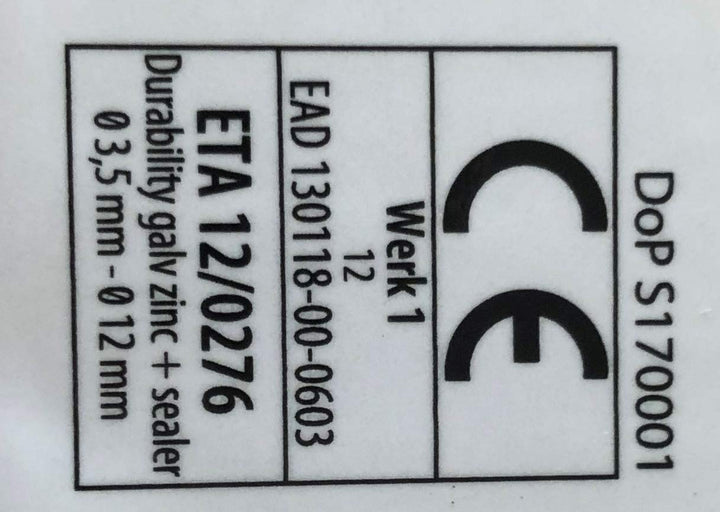 DoP S170001
CE
Werk 1
12
EAD 130118-00-0603
ETA 12/0276
Durability galv zinc + sealer
Ø 3,5 mm - Ø 12 mm